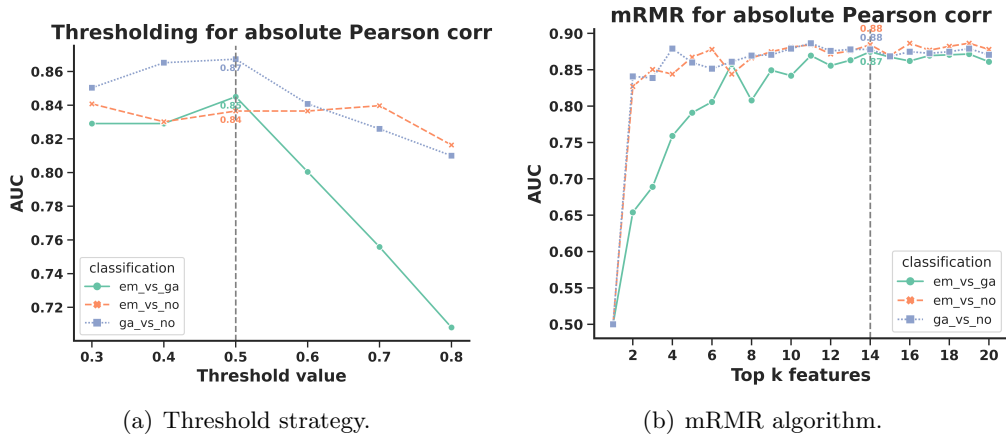 Thresholding for absolute Pearson corr
AUC
0.86
0.84
0.82
0.80
0.78
0.76
0.74
0.72
0.87
0.85
0.84
classification
em_vs_ga
em_vs_no
ga_vs_no
0.3 0.4 0.5 0.6 0.7 0.8
Threshold value
(a) Threshold strategy.
mRMR for absolute Pearson corr
AUC
0.90
0.85
0.80
0.75
0.70
0.65
0.60
0.55
0.50
0.88
0.88
0.87
classification
em_vs_ga
em_vs_no
ga_vs_no
2 4 6 8 10 12 14 16 18 20
Top k features
(b) mRMR algorithm.